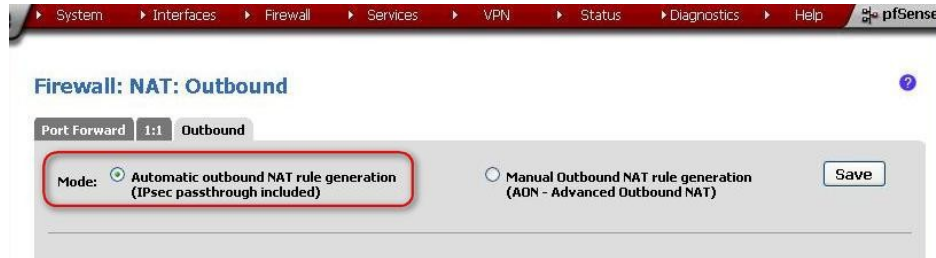 System Interfaces Firewall Services VPN Status Diagnostics Help pfSense
Firewall: NAT: Outbound
?
Port Forward 1:1 Outbound
Mode: Automatic outbound NAT rule generation
(IPsec passthrough included)
Manual Outbound NAT rule generation
(AON - Advanced Outbound NAT)
Save